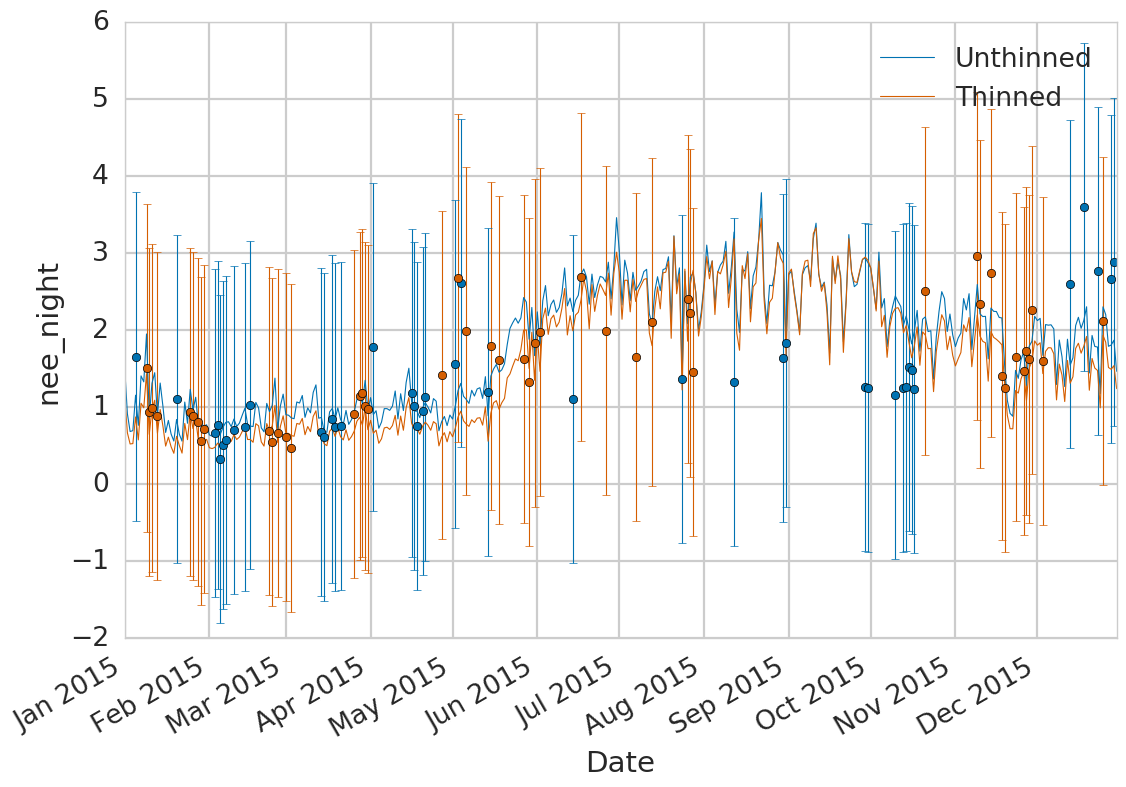 6
5
4
3
2
1
0
−1
−2
nee_night
Unthinned
Thinned
Jan 2015
Feb 2015
Mar 2015
Apr 2015
May 2015
Jun 2015
Jul 2015
Aug 2015
Sep 2015
Oct 2015
Nov 2015
Dec 2015
Date